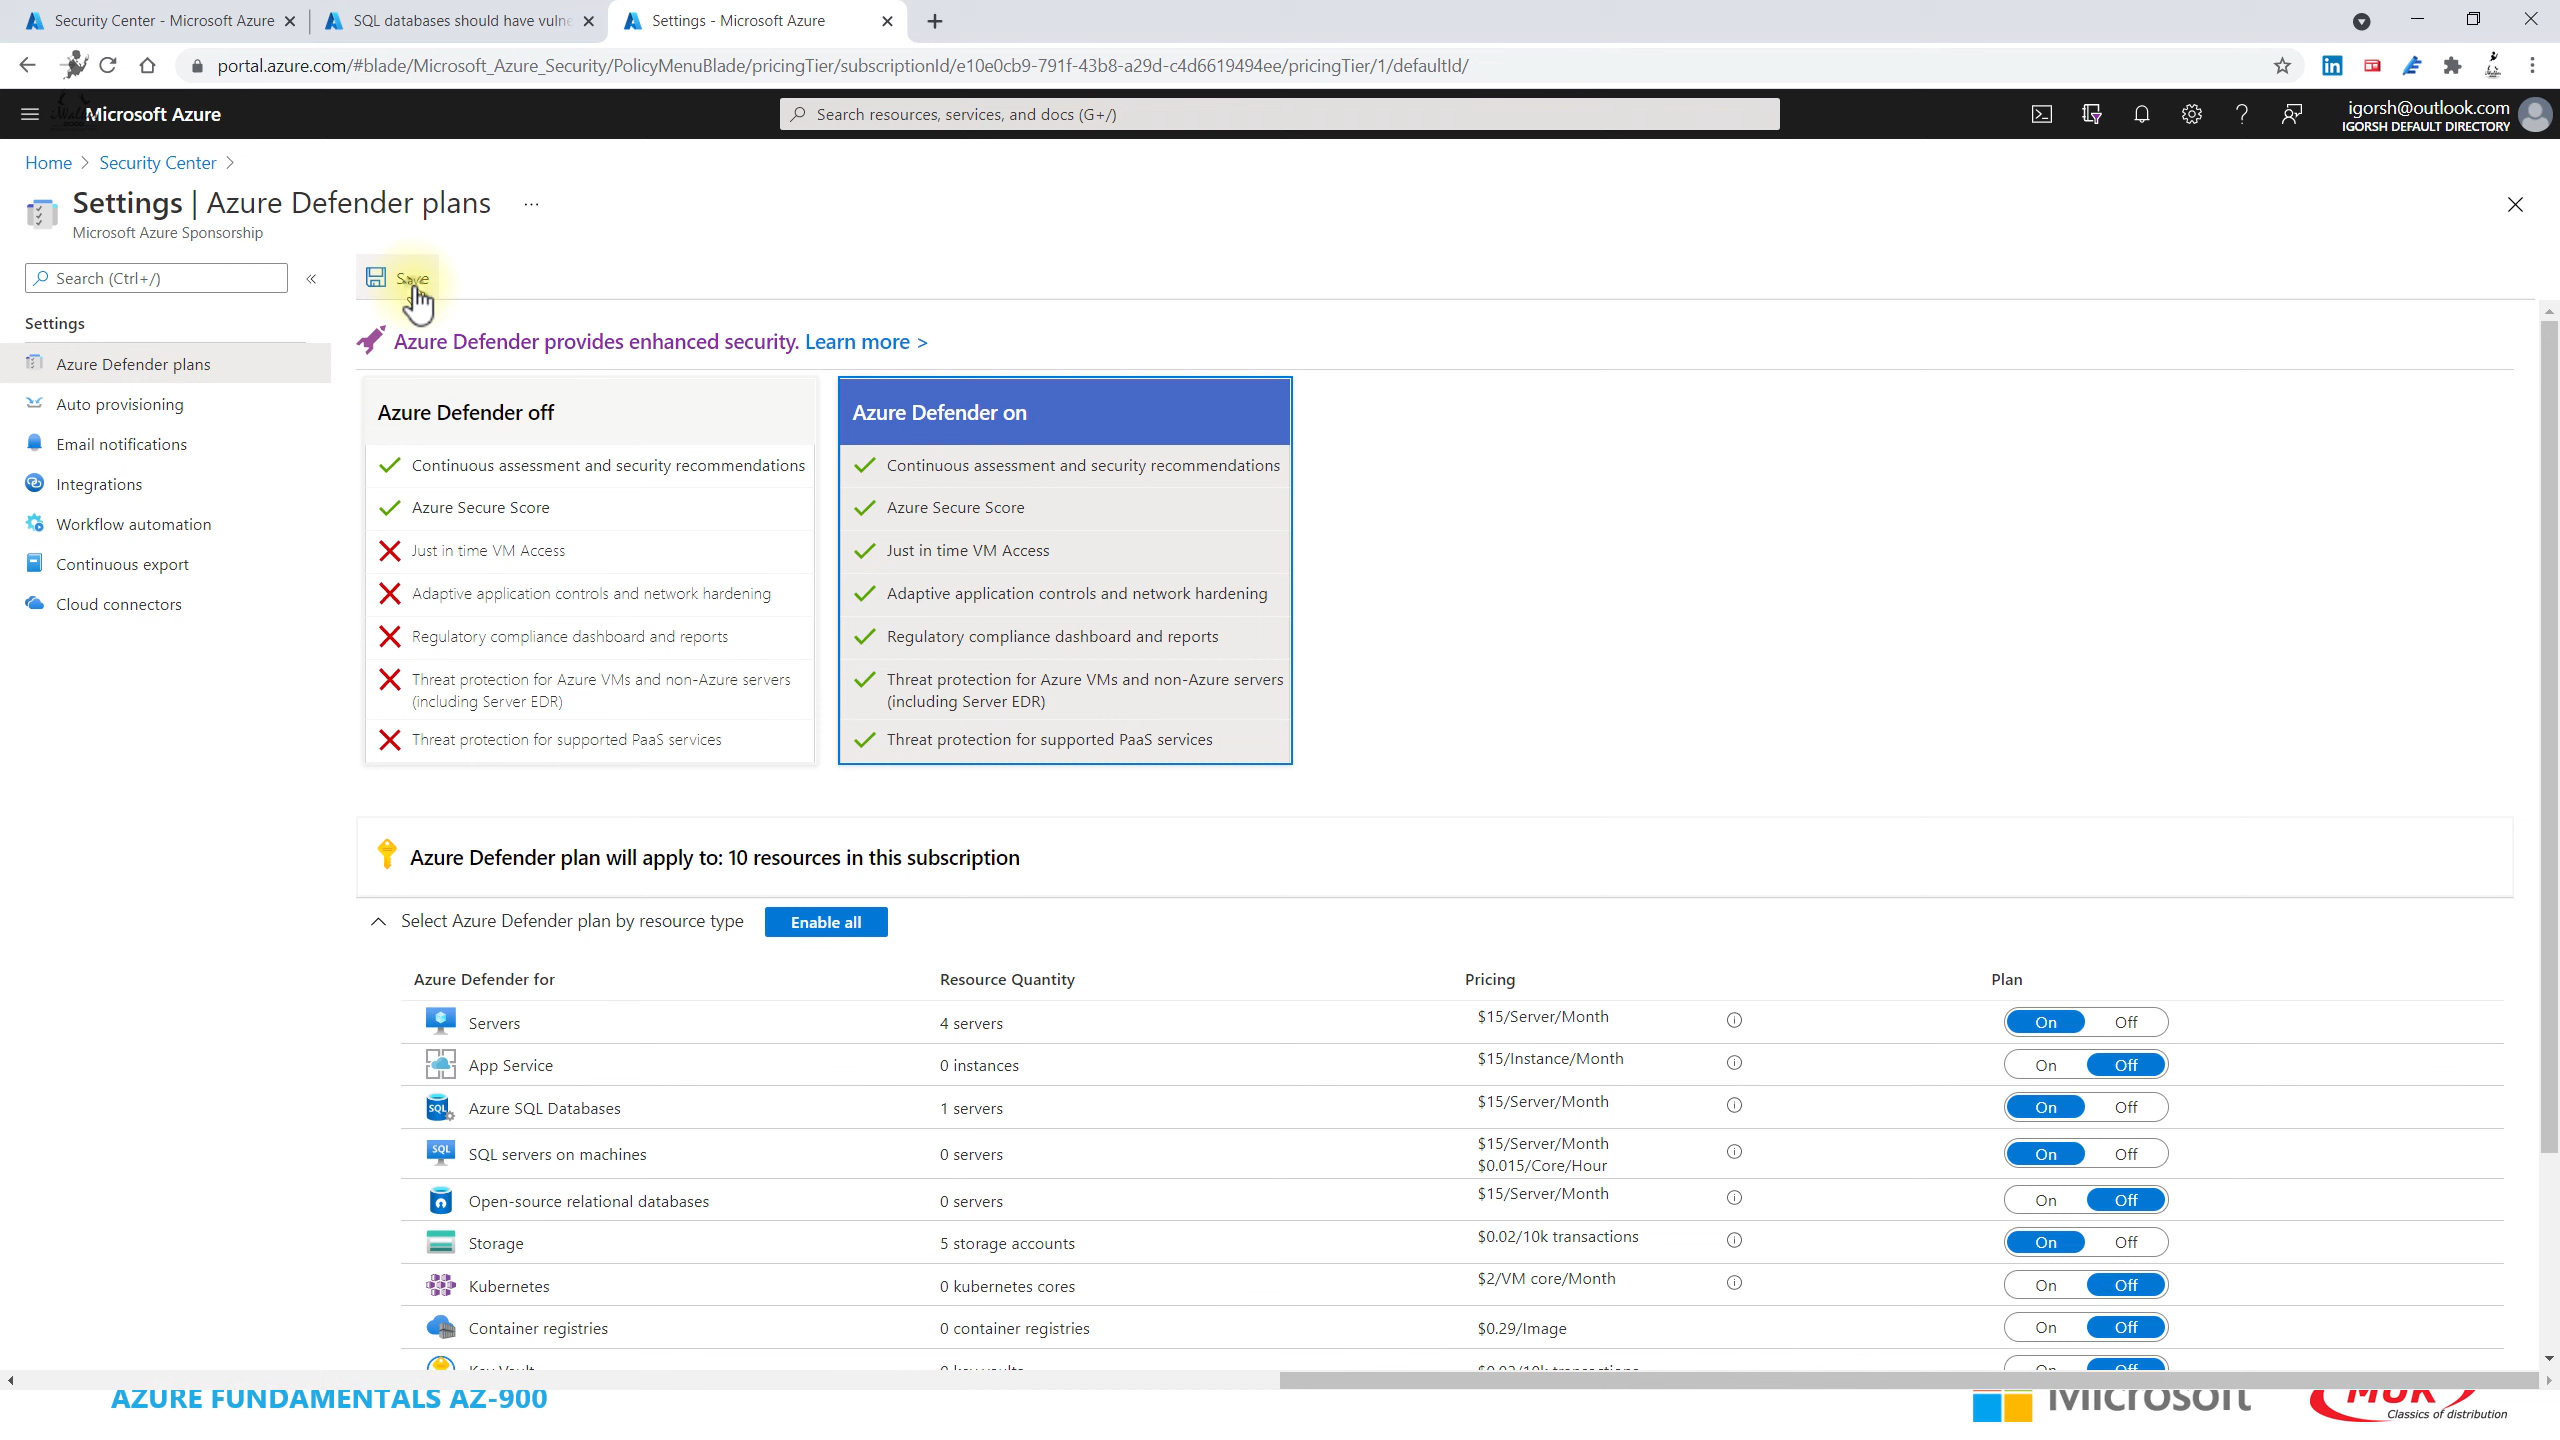 Security Center - Microsoft Azure
SQL databases should have vulne
Settings - Microsoft Azure
portal.azure.com/#blade/Microsoft_Azure_Security/PolicyMenuBlade/pricingTier/subscriptionId/e10e0cb9-791f-43b8-a29d-c4d6619494ee/pricingTier/1/defaultId/
Microsoft Azure
Search resources, services, and docs (G+/)
igorsh@outlook.com
IGORSH DEFAULT DIRECTORY
Home > Security Center >
Settings | Azure Defender plans ...
Microsoft Azure Sponsorship
Search (Ctrl+/)
«
Save
Settings
Azure Defender plans
Auto provisioning
Email notifications
Integrations
Workflow automation
Continuous export
Cloud connectors
Azure Defender provides enhanced security. Learn more >
Azure Defender off
Continuous assessment and security recommendations
Azure Secure Score
Just in time VM Access
Adaptive application controls and network hardening
Regulatory compliance dashboard and reports
Threat protection for Azure VMs and non-Azure servers
(including Server EDR)
Threat protection for supported PaaS services
Azure Defender on
Continuous assessment and security recommendations
Azure Secure Score
Just in time VM Access
Adaptive application controls and network hardening
Regulatory compliance dashboard and reports
Threat protection for Azure VMs and non-Azure servers
(including Server EDR)
Threat protection for supported PaaS services
Azure Defender plan will apply to: 10 resources in this subscription
Select Azure Defender plan by resource type Enable all
Azure Defender for Resource Quantity Pricing Plan
Servers 4 servers $15/Server/Month On Off
App Service 0 instances $15/Instance/Month On Off
Azure SQL Databases 1 servers $15/Server/Month On Off
SQL servers on machines 0 servers $15/Server/Month On Off
$0.015/Core/Hour
Open-source relational databases 0 servers $15/Server/Month On Off
Storage 5 storage accounts $0.02/10k transactions On Off
Kubernetes 0 kubernetes cores $2/VM core/Month On Off
Container registries 0 container registries $0.29/Image On Off
Key Vault 0 key vaults $0.02/10k transactions On Off
AZURE FUNDAMENTALS AZ-900
Microsoft
MUK
Classics of distribution